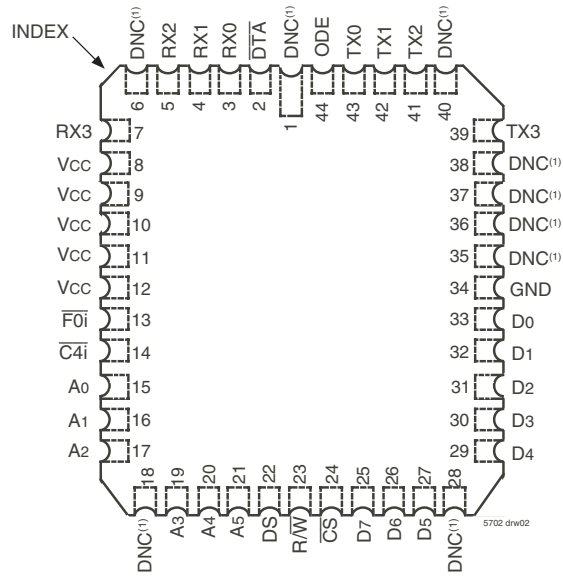 INDEX
DNC(1) RX2 RX1 RX0 DTA DNC(1) ODE TX0 TX1 TX2 DNC(1)
6 5 4 3 2 1 44 43 42 41 40
RX3 7 39 TX3
VCC 8 38 DNC(1)
VCC 9 37 DNC(1)
VCC 10 36 DNC(1)
VCC 11 35 DNC(1)
VCC 12 34 GND
F0i 13 33 D0
C4i 14 32 D1
A0 15 31 D2
A1 16 30 D3
A2 17 29 D4
18 19 20 21 22 23 24 25 26 27 28
DNC(1) A3 A4 A5 DS R/W CS D7 D6 D5 DNC(1)
5702 drw02